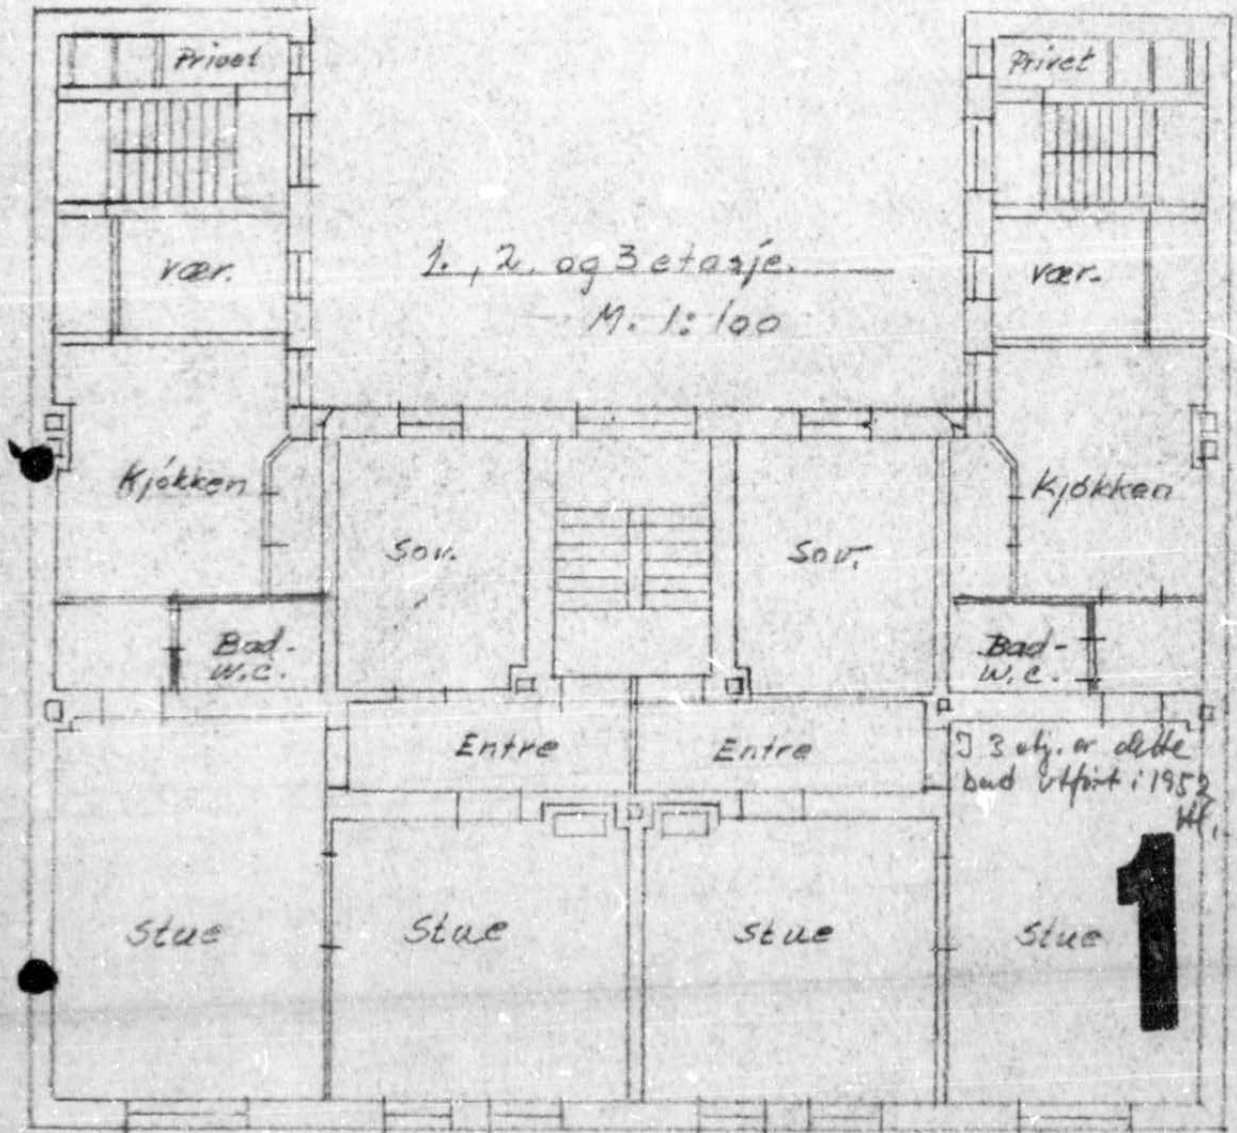 Privet
Privet
vær.
1., 2. og 3 etasje.
vær.
M. 1:100
Kjøkken
Sov.
Sov.
Kjøkken
Bad-
W.C.
Bad-
W.C.
Entre
Entre
I 3 etj. er dette
bad utført i 1952
1
Stue
Stue
Stue
Stue